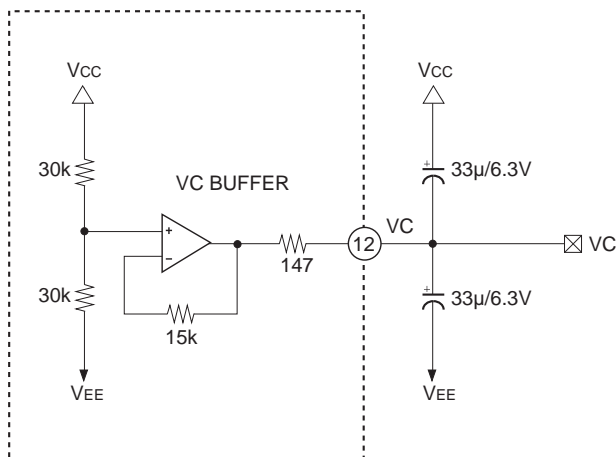 VCC
VCC
30k
VC BUFFER
33µ/6.3V
+
+
−
12
VC
VC
147
30k
15k
+
33µ/6.3V
VEE
VEE